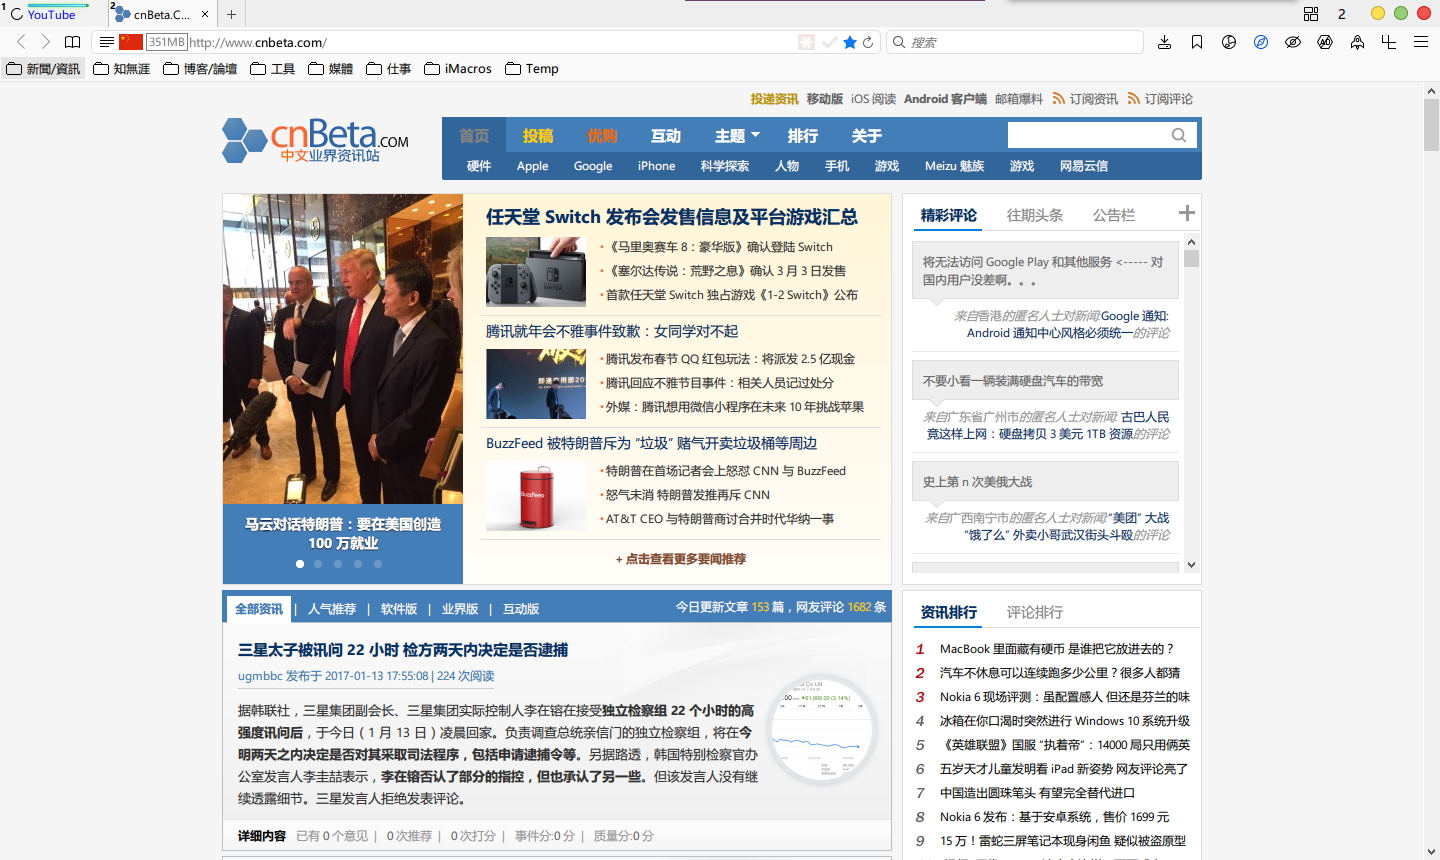 1 YouTube
2 cnBeta.C...
2
351MB http://www.cnbeta.com/
搜索
新聞/資訊 知無涯 博客/論壇 工具 媒體 仕事 iMacros Temp
投递资讯 移动版 iOS 阅读 Android 客户端 邮箱爆料 订阅资讯 订阅评论
cnBeta.COM
中文业界资讯站
首页 投稿 优购 互动 主题 排行 关于
硬件 Apple Google iPhone 科学探索 人物 手机 游戏 Meizu 魅族 游戏 网易云信
马云对话特朗普：要在美国创造
100 万就业
任天堂 Switch 发布会发售信息及平台游戏汇总
·《马里奥赛车 8：豪华版》确认登陆 Switch
·《塞尔达传说：荒野之息》确认 3 月 3 日发售
· 首款任天堂 Switch 独占游戏《1-2 Switch》公布
腾讯就年会不雅事件致歉：女同学对不起
· 腾讯发布春节 QQ 红包玩法：将派发 2.5 亿现金
· 腾讯回应不雅节目事件：相关人员记过处分
· 外媒：腾讯想用微信小程序在未来 10 年挑战苹果
BuzzFeed 被特朗普斥为 “垃圾” 赌气开卖垃圾桶等周边
BuzzFeed
· 特朗普在首场记者会上怒怼 CNN 与 BuzzFeed
· 怒气未消 特朗普发推再斥 CNN
· AT&T CEO 与特朗普商讨合并时代华纳一事
+ 点击查看更多要闻推荐
精彩评论 往期头条 公告栏
将无法访问 Google Play 和其他服务 <----- 对
国内用户没差啊。。。
来自香港的匿名人士对新闻 Google 通知:
Android 通知中心风格必须统一的评论
不要小看一辆装满硬盘汽车的带宽
来自广东省广州市的匿名人士对新闻 古巴人民
竟这样上网：硬盘拷贝 3 美元 1TB 资源的评论
史上第 n 次美俄大战
来自广西南宁市的匿名人士对新闻 “美团” 大战
“饿了么” 外卖小哥武汉街头斗殴的评论
全部资讯 | 人气推荐 | 软件版 | 业界版 | 互动版
今日更新文章 153 篇，网友评论 1682 条
三星太子被讯问 22 小时 检方两天内决定是否逮捕
ugmbbc 发布于 2017-01-13 17:55:08 | 224 次阅读
据韩联社，三星集团副会长、三星集团实际控制人李在镕在接受独立检察组 22 个小时的高
强度讯问后，于今日（1 月 13 日）凌晨回家。负责调查总统亲信门的独立检察组，将在今
明两天之内决定是否对其采取司法程序，包括申请逮捕令等。另据路透，韩国特别检察官办
公室发言人李圭喆表示，李在镕否认了部分的指控，但也承认了另一些。但该发言人没有继
续透露细节。三星发言人拒绝发表评论。
详细内容 已有 0 个意见 | 0 次推荐 | 0 次打分 | 事件分:0 分 | 质量分:0 分
资讯排行 评论排行
1 MacBook 里面藏有硬币 是谁把它放进去的？
2 汽车不休息可以连续跑多少公里？很多人都猜
3 Nokia 6 现场评测：虽配置感人 但还是芬兰的味
4 冰箱在你口渴时突然进行 Windows 10 系统升级
5 《英雄联盟》国服 “执着帝”：14000 局只用俩英
6 五岁天才儿童发明看 iPad 新姿势 网友评论亮了
7 中国造出圆珠笔头 有望完全替代进口
8 Nokia 6 发布：基于安卓系统，售价 1699 元
9 15 万！雷蛇三屏笔记本现身闲鱼 疑似被盗原型